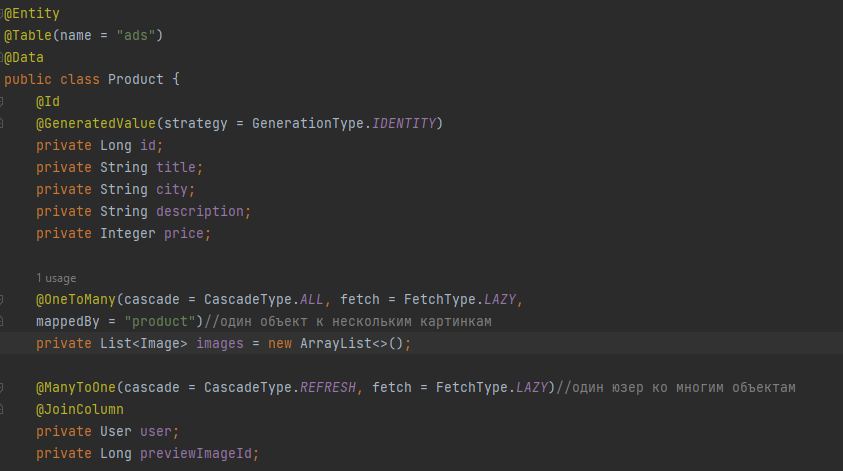 @Entity
@Table(name = "ads")
@Data
public class Product {
@Id
@GeneratedValue(strategy = GenerationType.IDENTITY)
private Long id;
private String title;
private String city;
private String description;
private Integer price;
1 usage
@OneToMany(cascade = CascadeType.ALL, fetch = FetchType.LAZY,
mappedBy = "product")//один объект к нескольким картинкам
private List<Image> images = new ArrayList<>();
@ManyToOne(cascade = CascadeType.REFRESH, fetch = FetchType.LAZY)//один юзер ко многим объектам
@JoinColumn
private User user;
private Long previewImageId;